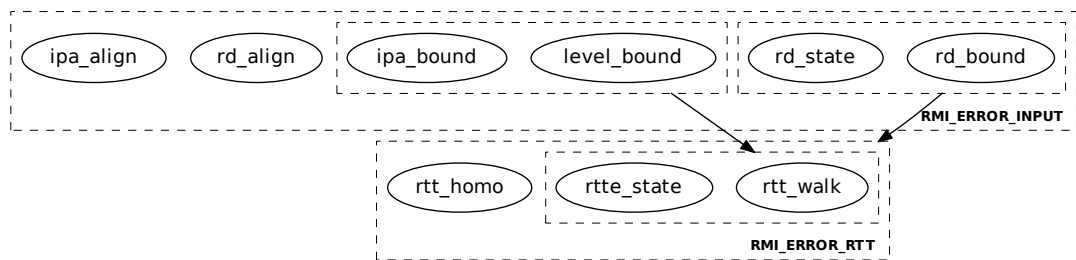 ipa_align
rd_align
ipa_bound
level_bound
rd_state
rd_bound
RMI_ERROR_INPUT
rtt_homo
rtte_state
rtt_walk
RMI_ERROR_RTT